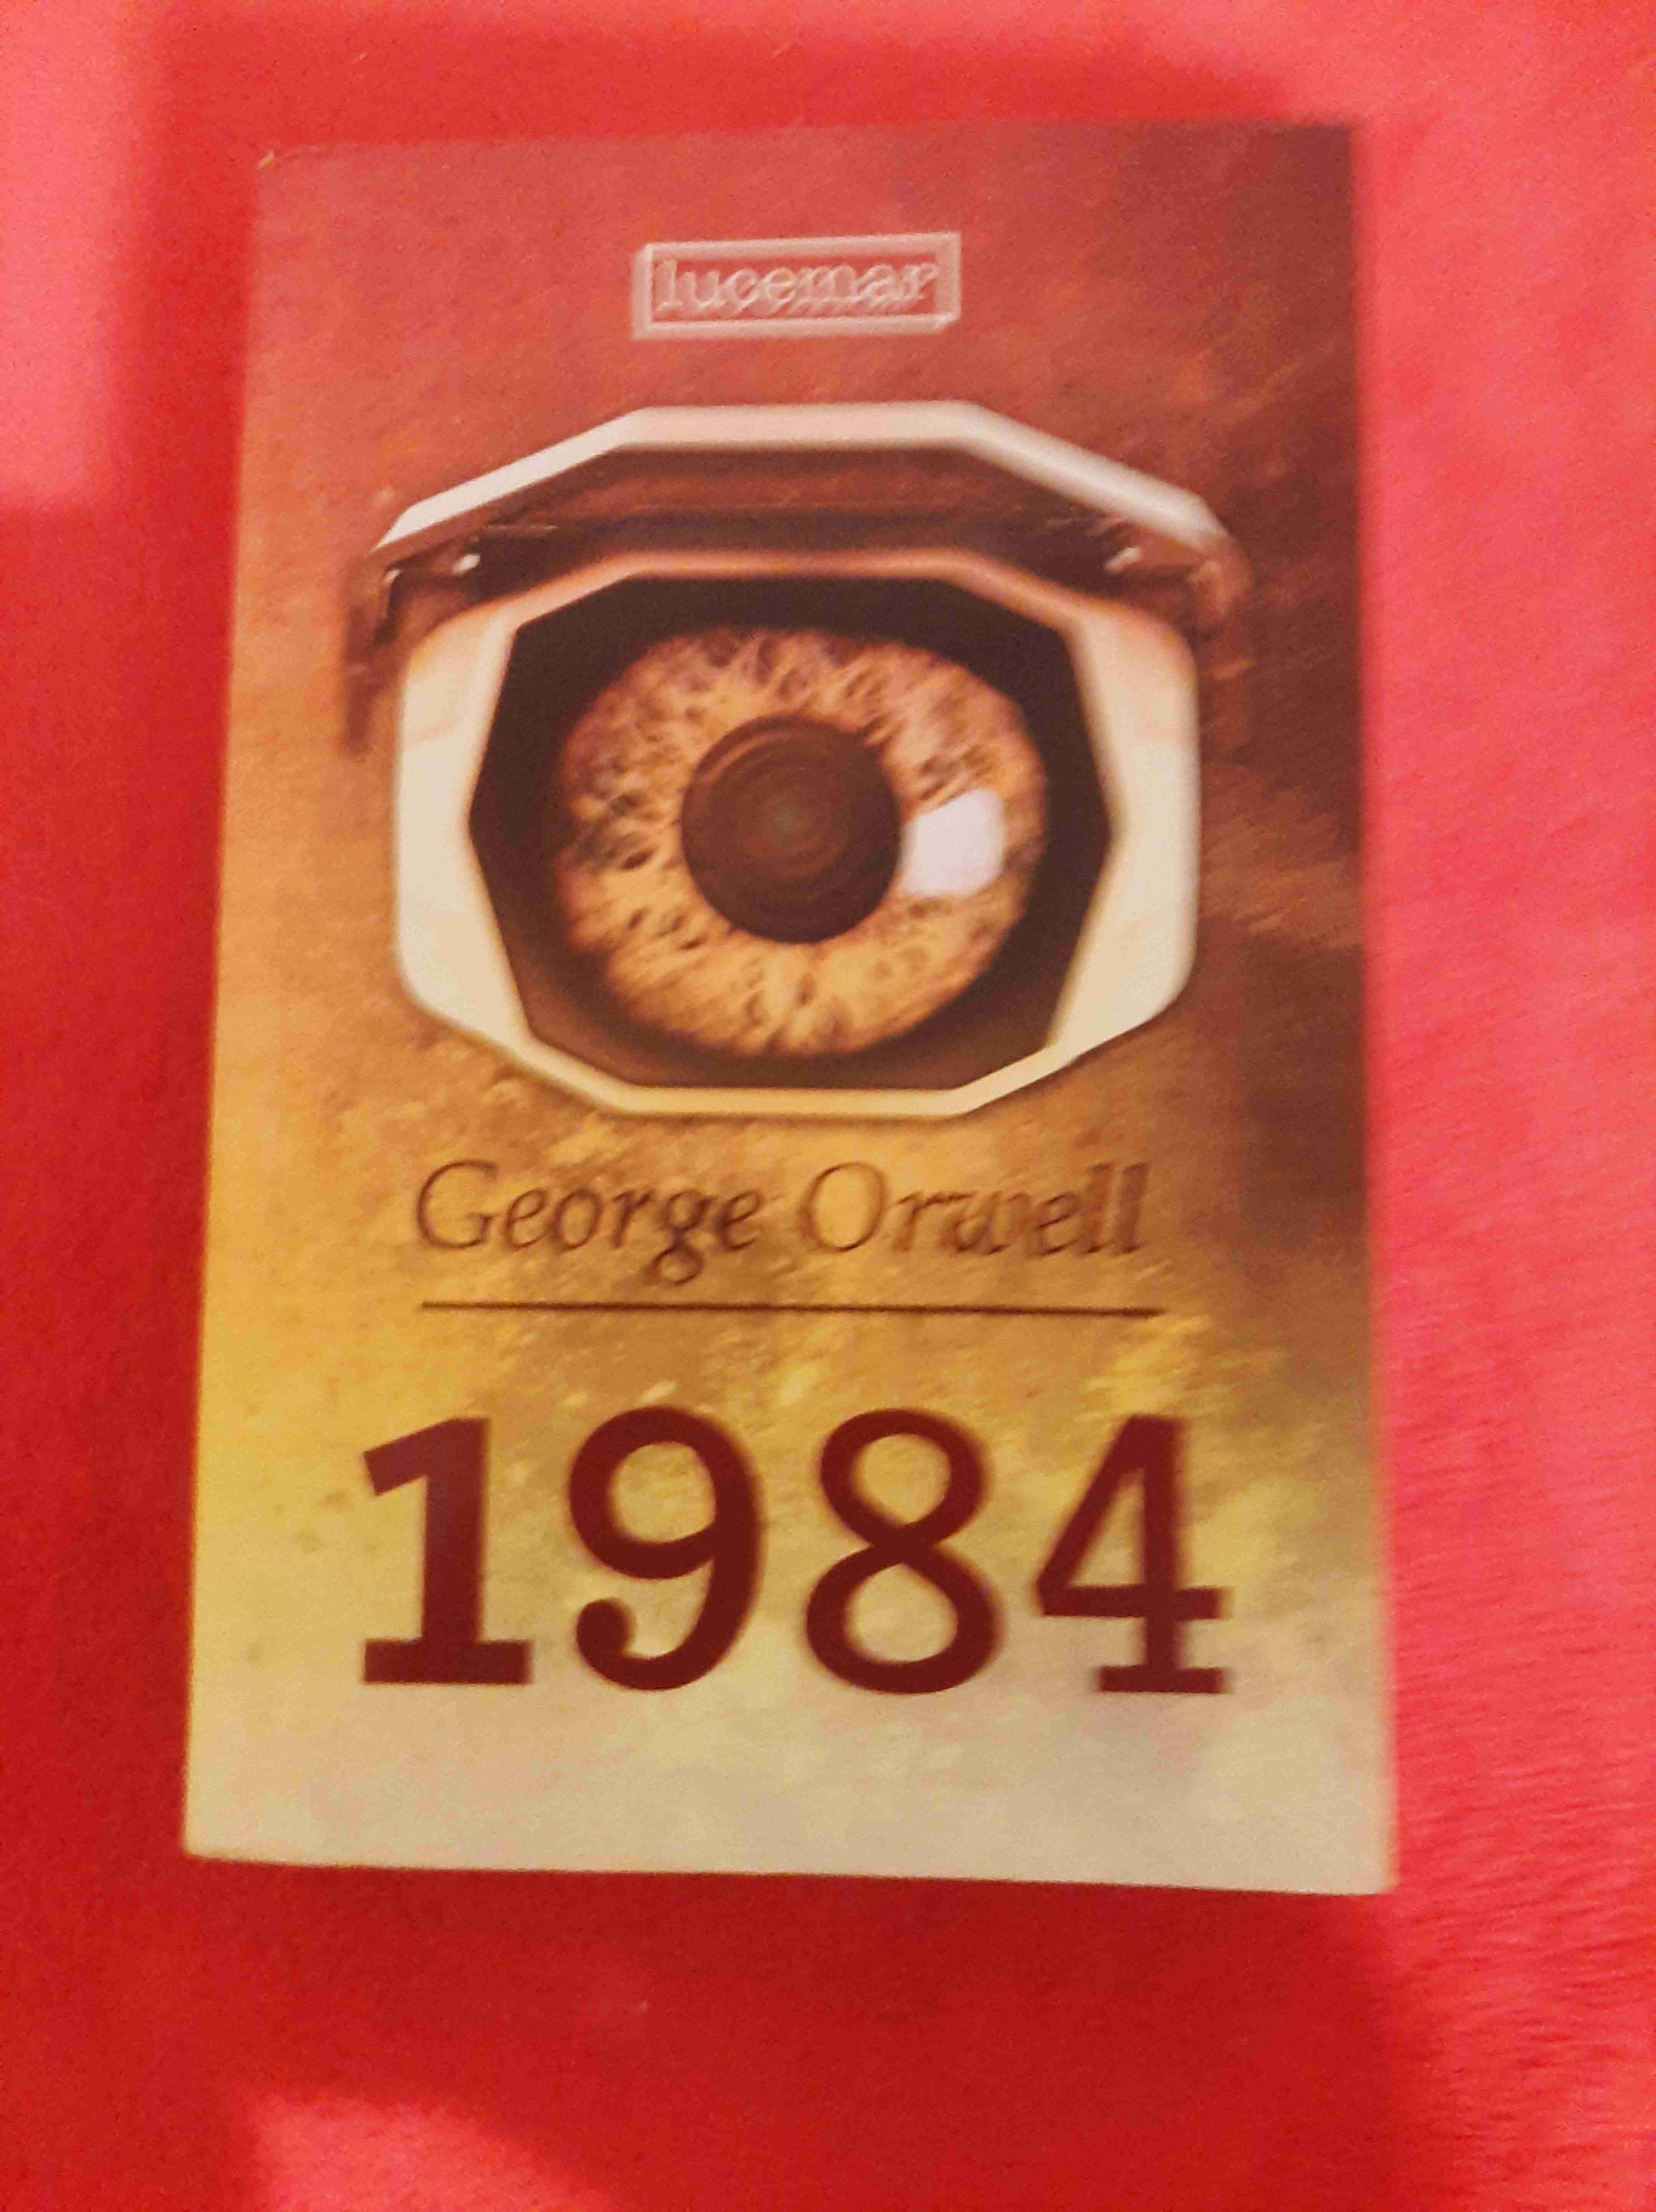 lucemar
George Orwell
1984